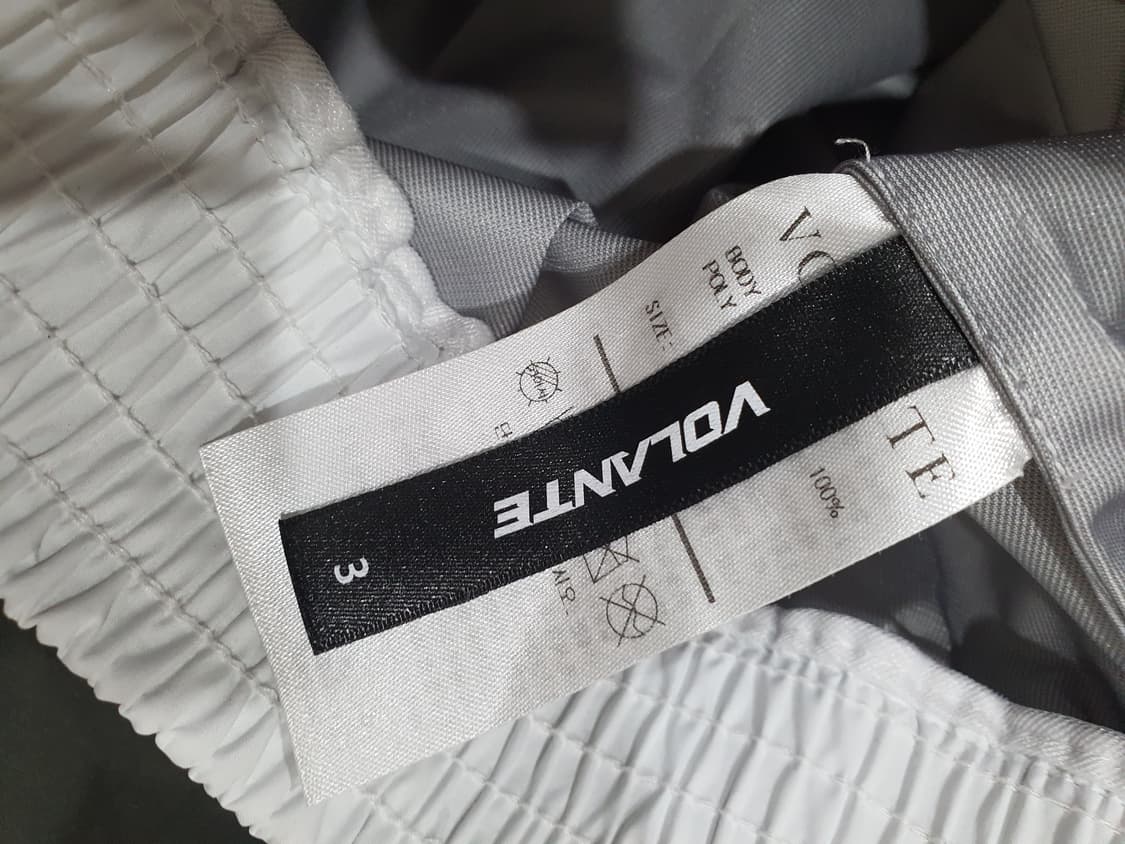 VOLANTE
3
VO
TE
BODY
POLY
100%
SIZE: